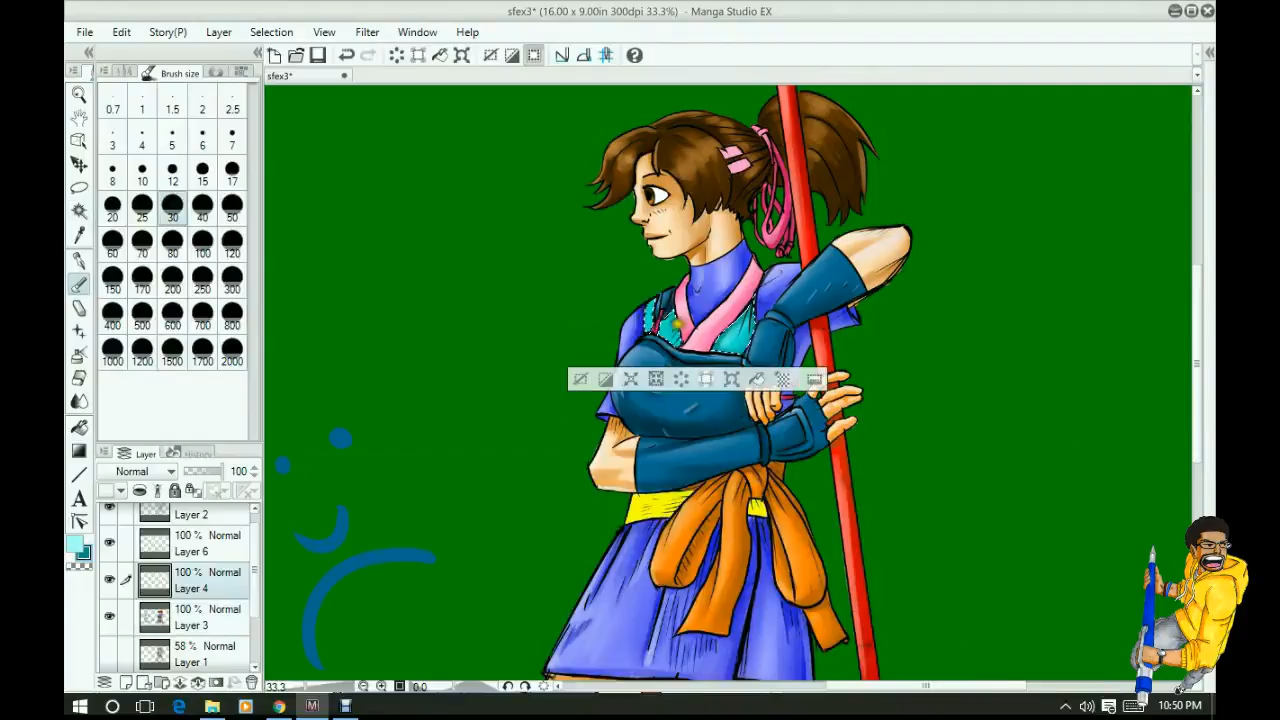 sfex3* (16.00 x 9.00in 300dpi 33.3%) - Manga Studio EX
File Edit Story(P) Layer Selection View Filter Window Help
Brush size
sfex3*
0.7 1 1.5 2 2.5
3 4 5 6 7
8 10 12 15 17
20 25 30 40 50
60 70 80 100 120
150 170 200 250 300
400 500 600 700 800
1000 1200 1500 1700 2000
Layer History
Normal 100
Layer 2
100 % Normal
Layer 6
100 % Normal
Layer 4
100 % Normal
Layer 3
58 % Normal
Layer 1
33.3 0.0
10:50 PM